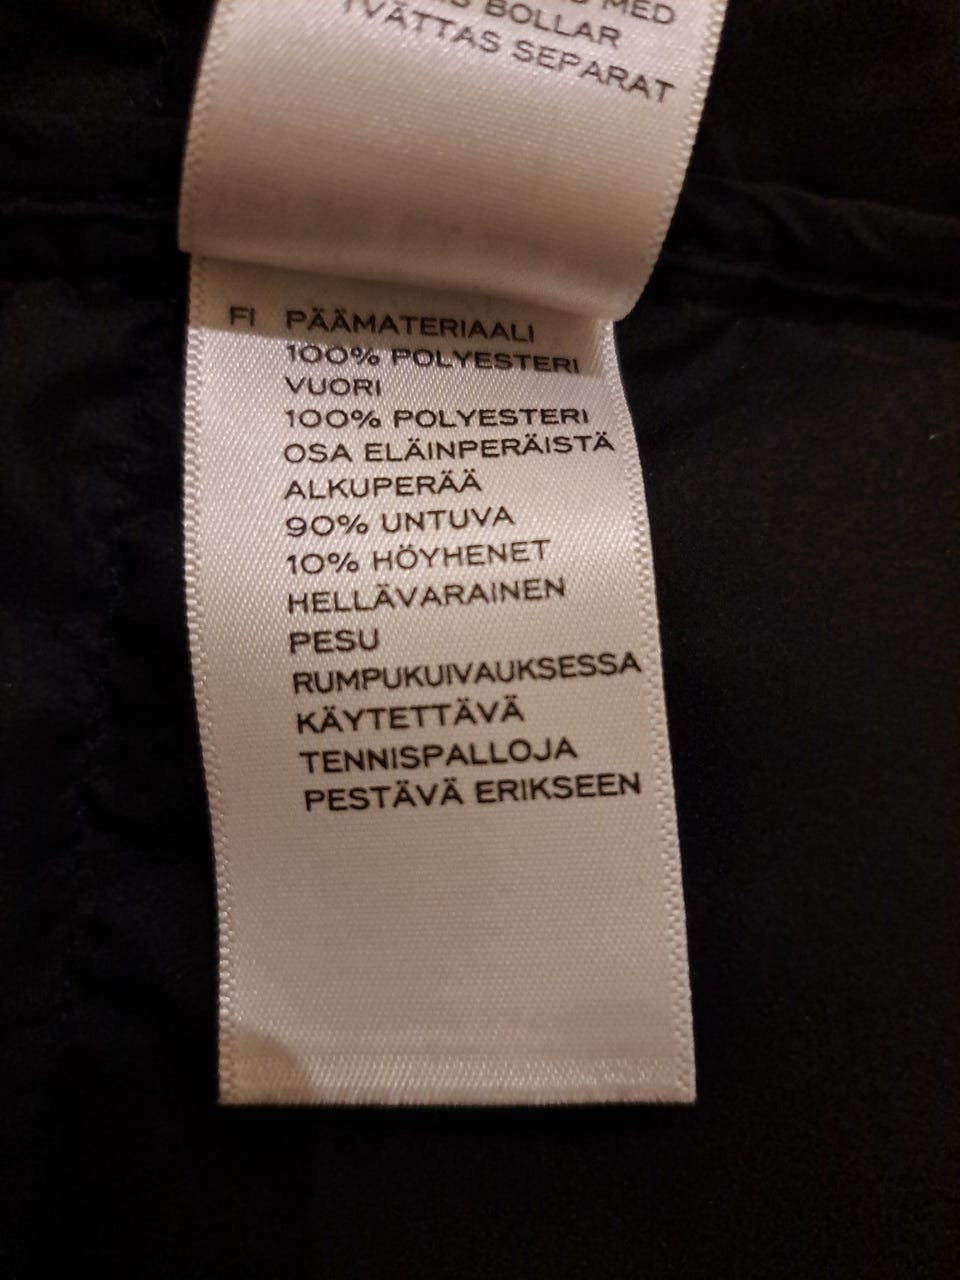 MED
BOLLAR
TVÄTTAS SEPARAT
FI PÄÄMATERIAALI
100% POLYESTERI
VUORI
100% POLYESTERI
OSA ELÄINPERÄISTÄ
ALKUPERÄÄ
90% UNTUVA
10% HÖYHENET
HELLÄVARAINEN
PESU
RUMPUKUIVAUKSESSA
KÄYTETTÄVÄ
TENNISPALLOJA
PESTÄVÄ ERIKSEEN